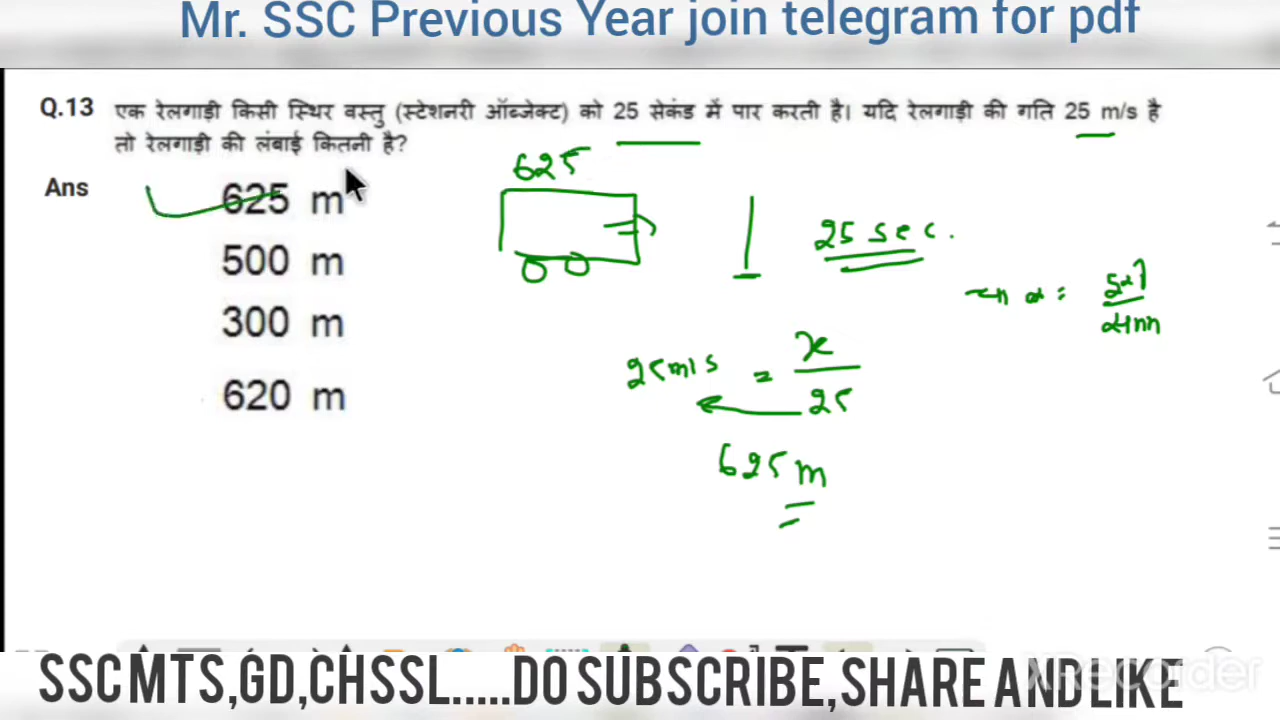 Mr. SSC Previous Year join telegram for pdf
Q.13 एक रेलगाड़ी किसी स्थिर वस्तु (स्टेशनरी ऑब्जेक्ट) को 25 सेकंड में पार करती है। यदि रेलगाड़ी की गति 25 m/s है
तो रेलगाड़ी की लंबाई कितनी है?
625
Ans 625 m
25 sec.
500 m
300 m
25 m/s = x
25
620 m
625 m
SSC MTS,GD,CHSSL.....DO SUBSCRIBE,SHARE AND LIKE
XRecorder